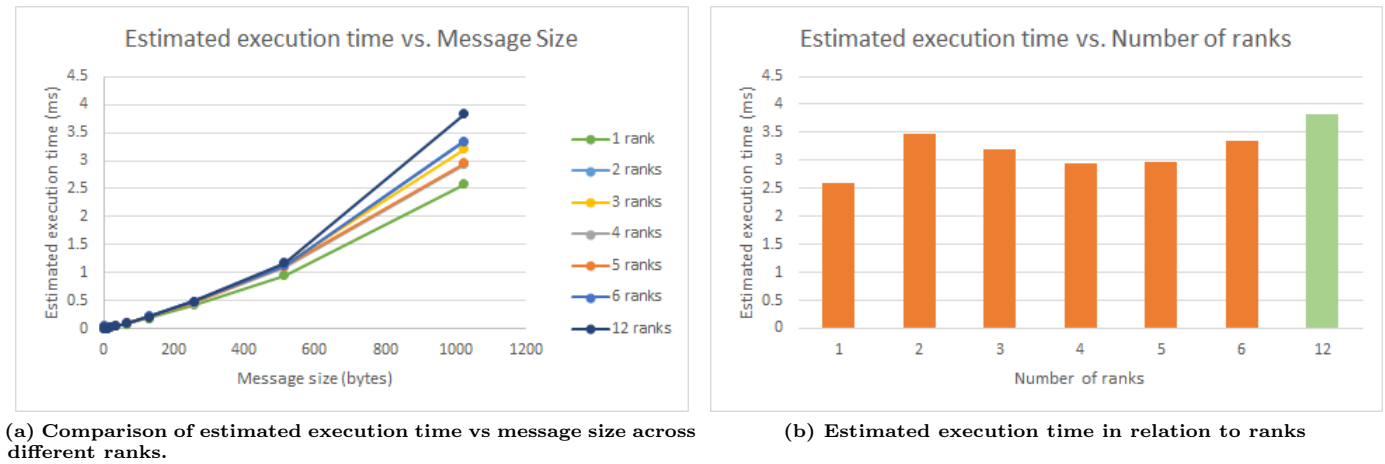 Estimated execution time vs. Message Size
Estimated execution time (ms)
4.5
4
3.5
3
2.5
2
1.5
1
0.5
0
0
200
400
600
800
1000
1200
Message size (bytes)
1 rank
2 ranks
3 ranks
4 ranks
5 ranks
6 ranks
12 ranks
(a) Comparison of estimated execution time vs message size across
different ranks.
Estimated execution time vs. Number of ranks
Estimated execution time (ms)
4.5
4
3.5
3
2.5
2
1.5
1
0.5
0
1
2
3
4
5
6
12
Number of ranks
(b) Estimated execution time in relation to ranks